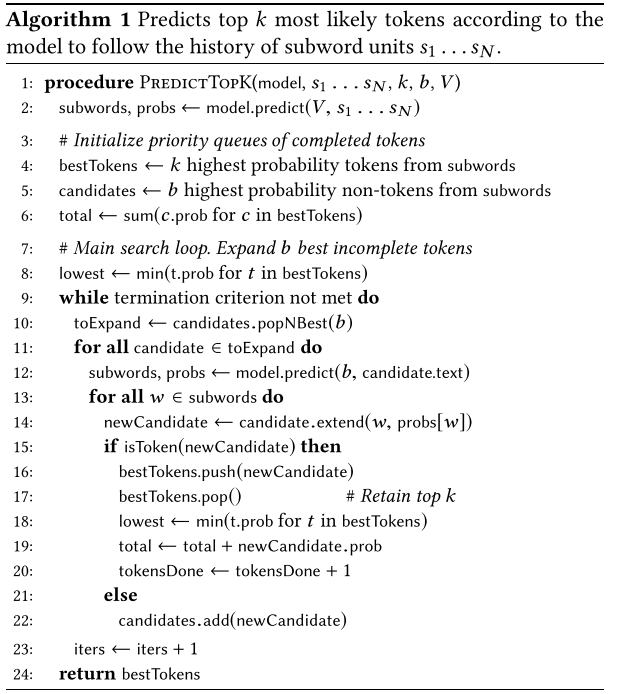 Algorithm 1 Predicts top k most likely tokens according to the
model to follow the history of subword units s₁ . . . s_N.
1: procedure PredictTopK(model, s₁ . . . s_N, k, b, V)
2: subwords, probs ← model.predict(V, s₁ . . . s_N)
3: # Initialize priority queues of completed tokens
4: bestTokens ← k highest probability tokens from subwords
5: candidates ← b highest probability non-tokens from subwords
6: total ← sum(c.prob for c in bestTokens)
7: # Main search loop. Expand b best incomplete tokens
8: lowest ← min(t.prob for t in bestTokens)
9: while termination criterion not met do
10: toExpand ← candidates.popNBest(b)
11: for all candidate ∈ toExpand do
12: subwords, probs ← model.predict(b, candidate.text)
13: for all w ∈ subwords do
14: newCandidate ← candidate.extend(w, probs[w])
15: if isToken(newCandidate) then
16: bestTokens.push(newCandidate)
17: bestTokens.pop() # Retain top k
18: lowest ← min(t.prob for t in bestTokens)
19: total ← total + newCandidate.prob
20: tokensDone ← tokensDone + 1
21: else
22: candidates.add(newCandidate)
23: iters ← iters + 1
24: return bestTokens